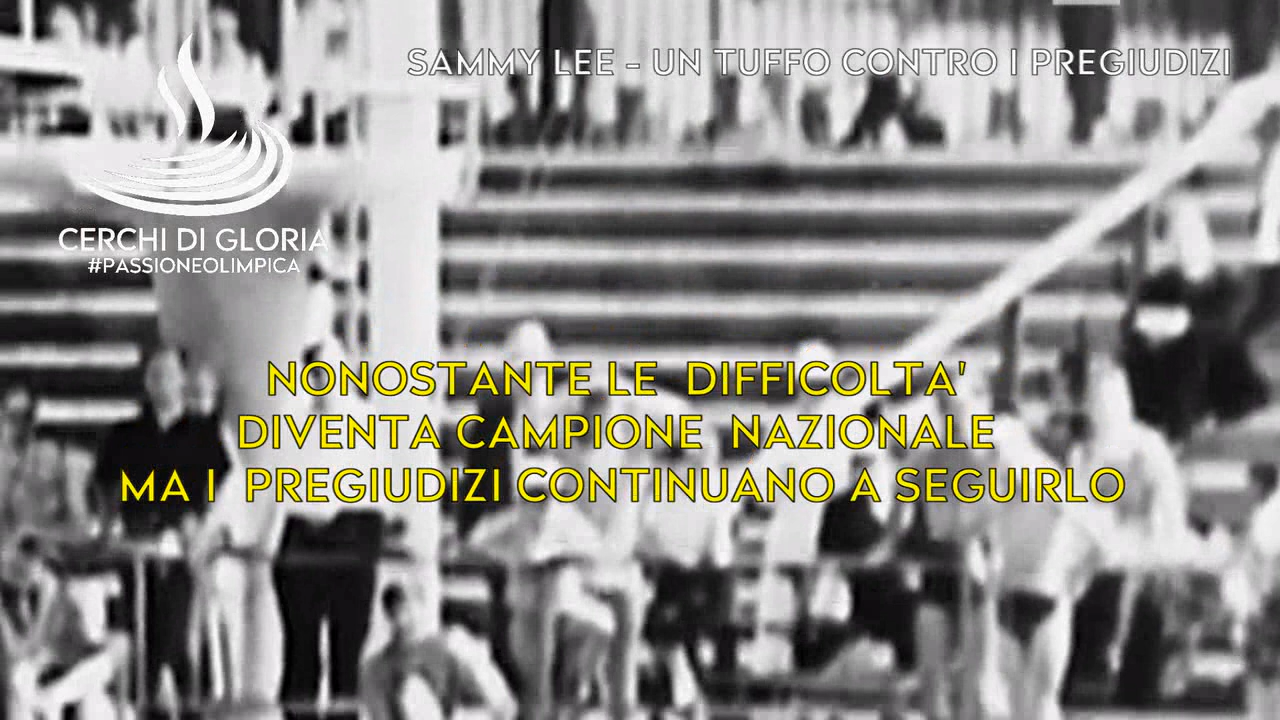 SAMMY LEE - UN TUFFO CONTRO I PREGIUDIZI
CERCHI DI GLORIA
#PASSIONEOLIMPICA
NONOSTANTE LE DIFFICOLTA'
DIVENTA CAMPIONE NAZIONALE
MA I PREGIUDIZI CONTINUANO A SEGUIRLO